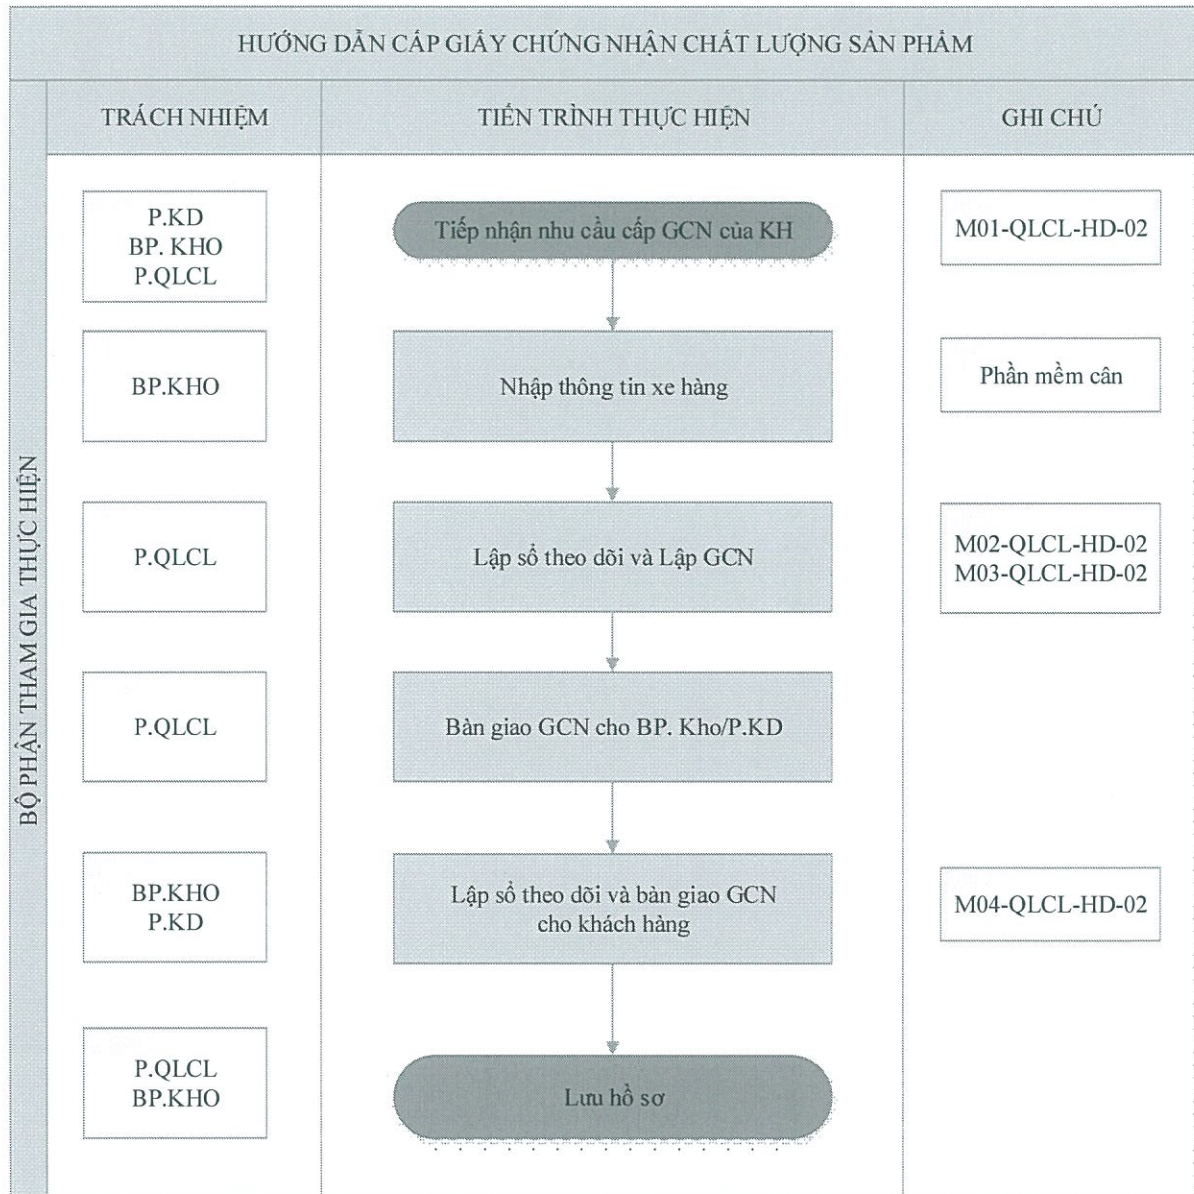 HƯỚNG DẪN CẤP GIẤY CHỨNG NHẬN CHẤT LƯỢNG SẢN PHẨM
TRÁCH NHIỆM
TIẾN TRÌNH THỰC HIỆN
GHI CHÚ
BỘ PHẬN THAM GIA THỰC HIỆN
P.KD
BP. KHO
P.QLCL
Tiếp nhận nhu cầu cấp GCN của KH
M01-QLCL-HD-02
BP.KHO
Nhập thông tin xe hàng
Phần mềm cân
P.QLCL
Lập sổ theo dõi và Lập GCN
M02-QLCL-HD-02
M03-QLCL-HD-02
P.QLCL
Bàn giao GCN cho BP. Kho/P.KD
BP.KHO
P.KD
Lập sổ theo dõi và bàn giao GCN
cho khách hàng
M04-QLCL-HD-02
P.QLCL
BP.KHO
Lưu hồ sơ